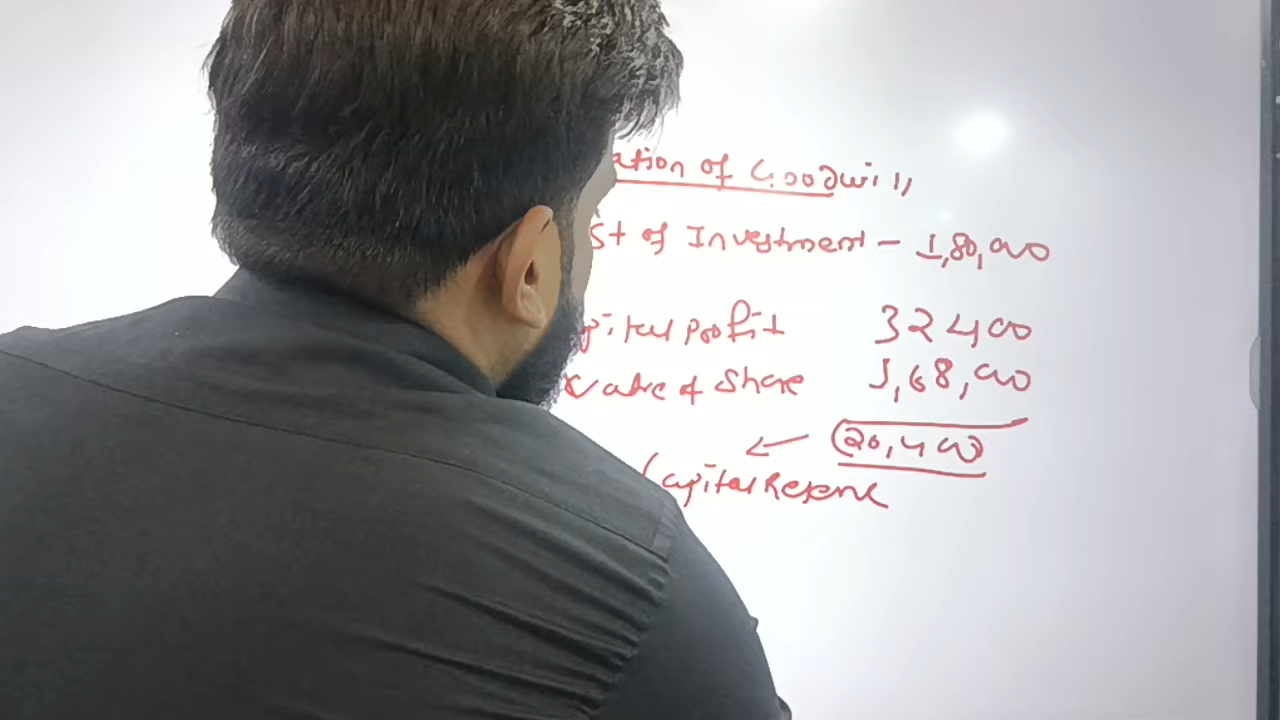 ation of Goodwill
st of Investment - 1,80,000
pital profit 32400
value of Share 1,68,000
(20,400
Capital Reserve